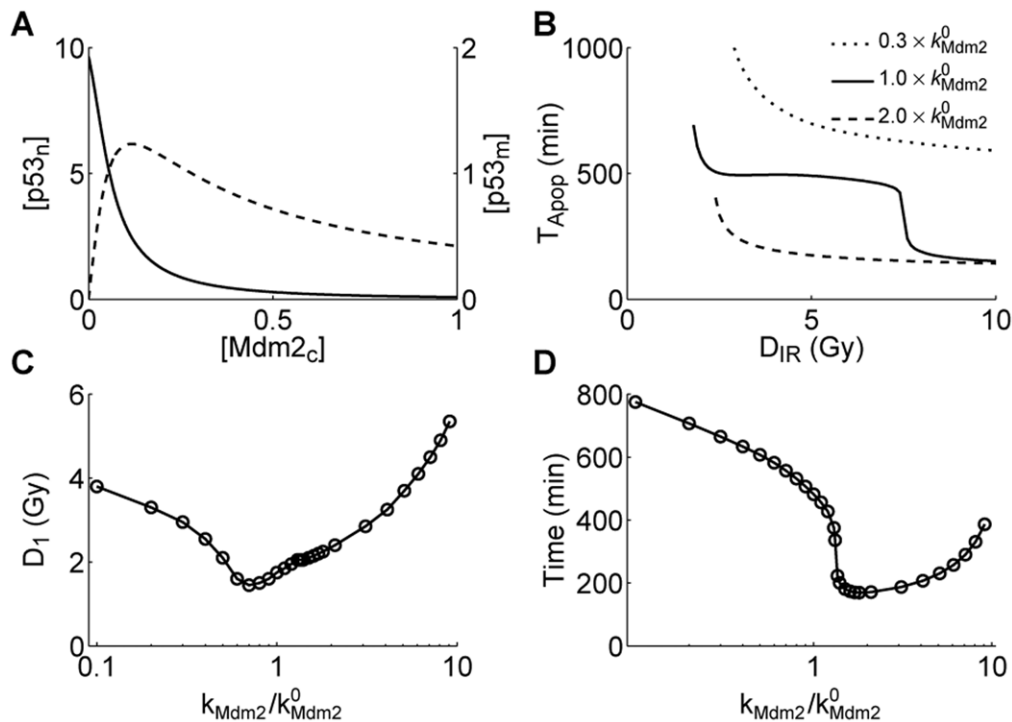 A
10
5
0
[p53n]
2
1
0
[p53m]
0
0.5
1
[Mdm2c]
B
1000
500
0
TApop (min)
0.3 × k0Mdm2
1.0 × k0Mdm2
2.0 × k0Mdm2
0
5
10
DIR (Gy)
C
6
4
2
0
D1 (Gy)
0.1
1
10
kMdm2/k0Mdm2
D
800
600
400
200
0
Time (min)
1
10
kMdm2/k0Mdm2